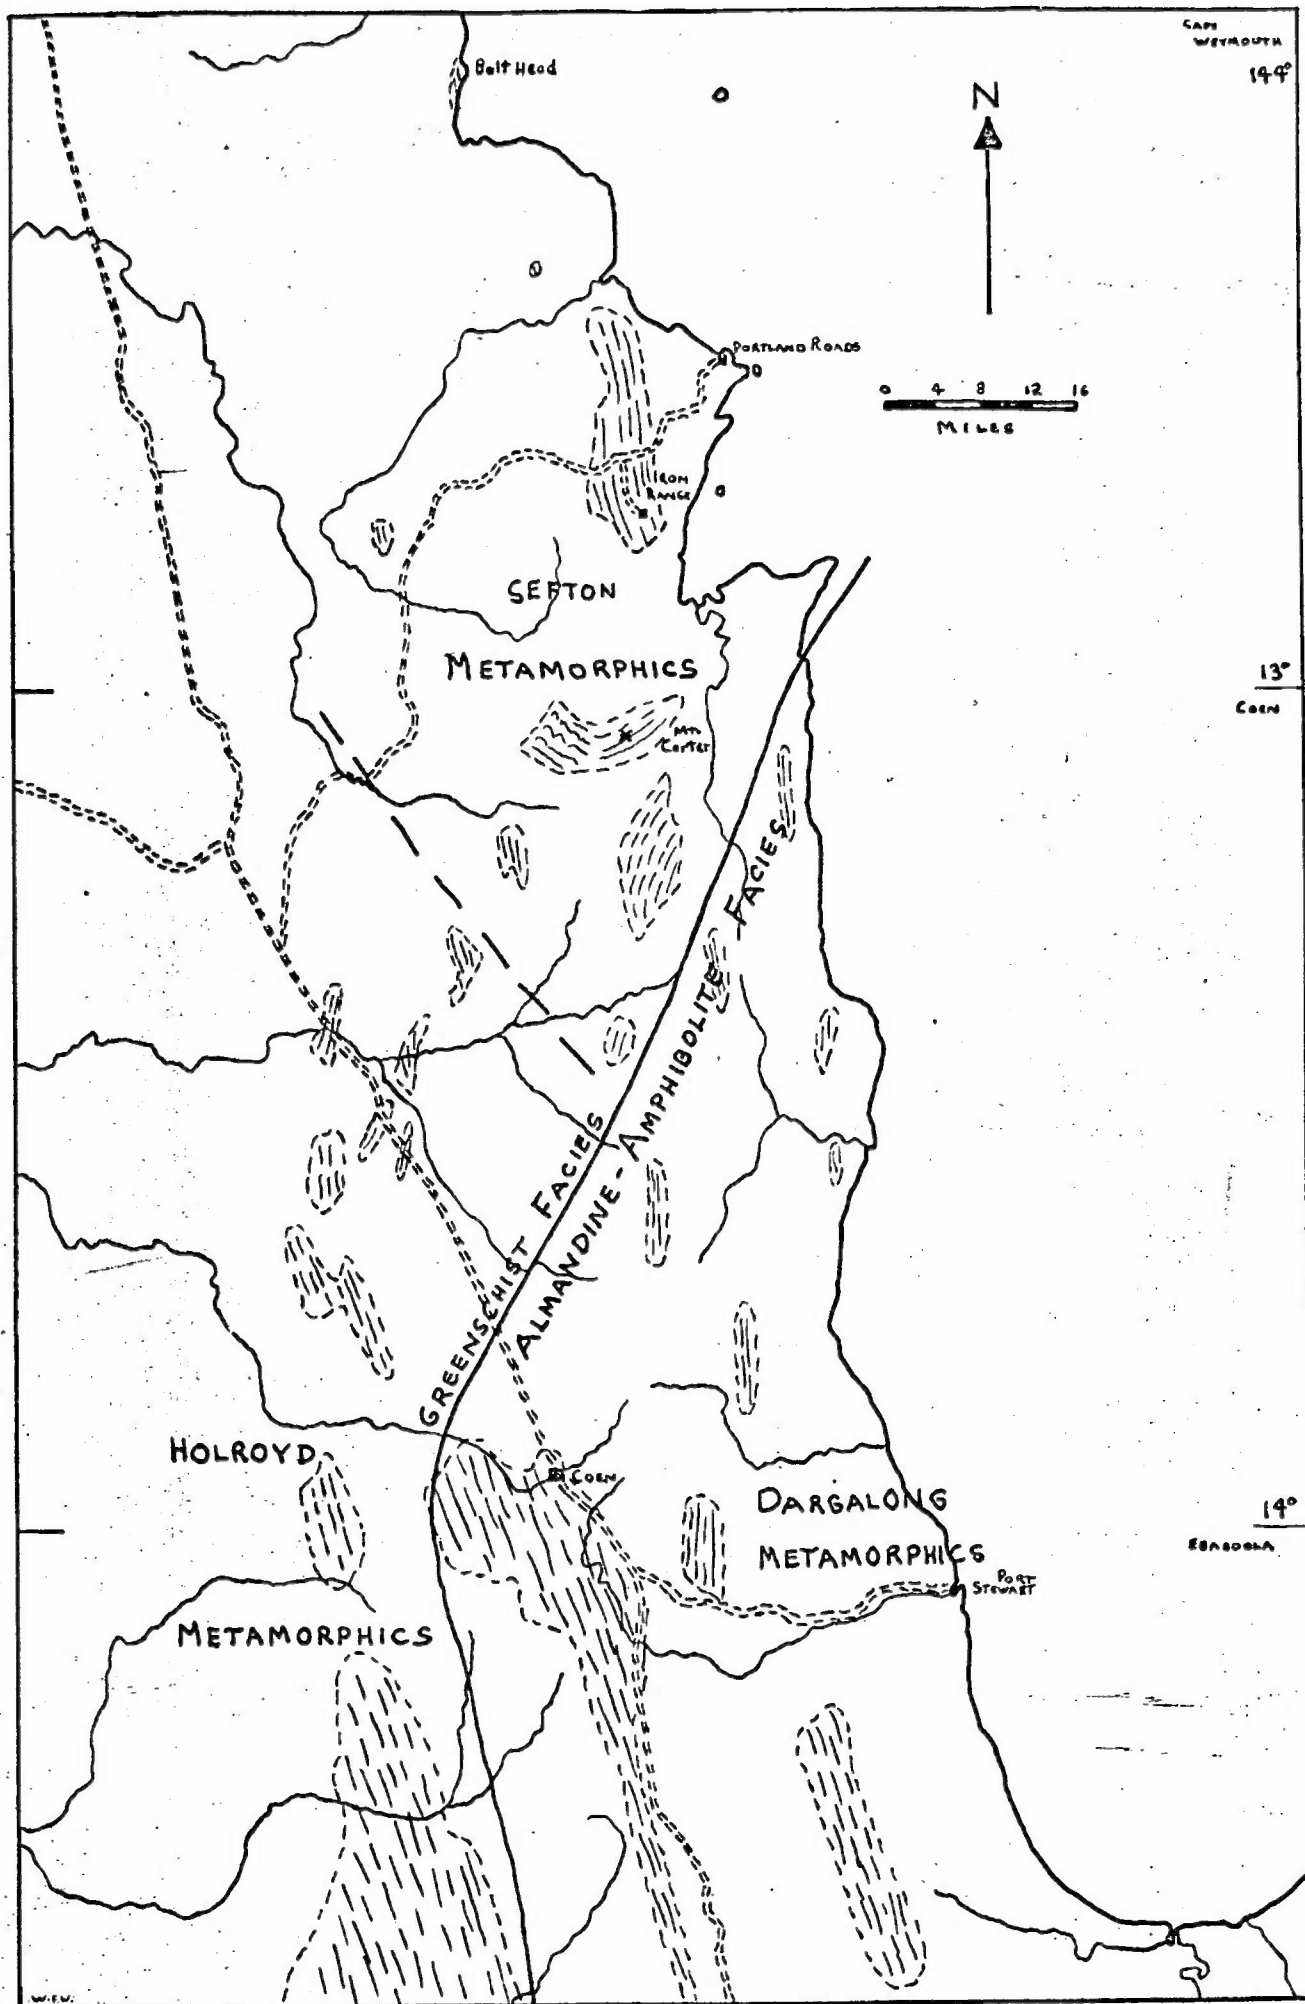 CAPE
WEYMOUTH
144°
Bolt Head
N
PORTLAND ROADS
0 4 8 12 16
MILES
IRON
RANGE
SEFTON
METAMORPHICS
13°
COEN
Mt.
Carter
GREENSCHIST FACIES
ALMANDINE - AMPHIBOLITE FACIES
HOLROYD
METAMORPHICS
COEN
DARGALONG
METAMORPHICS
PORT
STEWART
14°
EBAGOOLA
W.F.W.